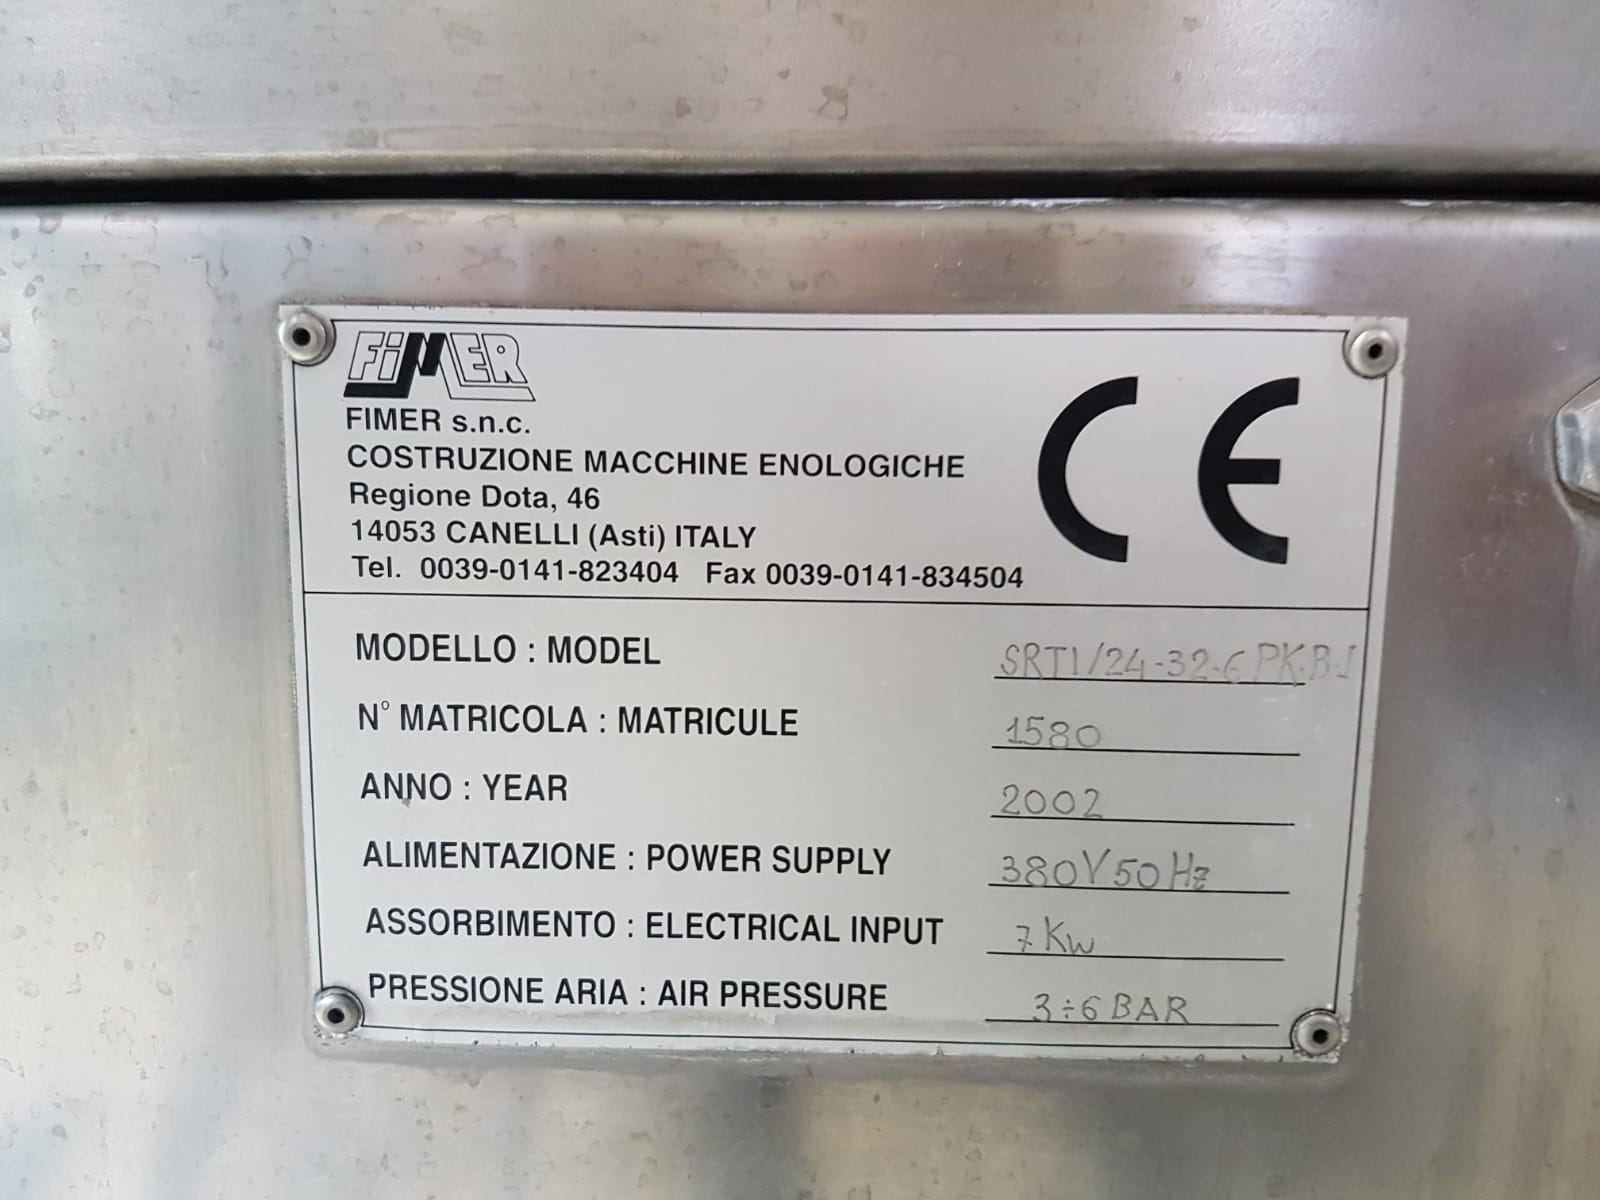 FiMER
FIMER s.n.c.
COSTRUZIONE MACCHINE ENOLOGICHE
Regione Dota, 46
14053 CANELLI (Asti) ITALY
Tel. 0039-0141-823404 Fax 0039-0141-834504
CE
MODELLO : MODEL SRT1/24-32-6 PK.B.I
N° MATRICOLA : MATRICULE 1580
ANNO : YEAR 2002
ALIMENTAZIONE : POWER SUPPLY 380V 50Hz
ASSORBIMENTO : ELECTRICAL INPUT 7 Kw
PRESSIONE ARIA : AIR PRESSURE 3÷6 BAR